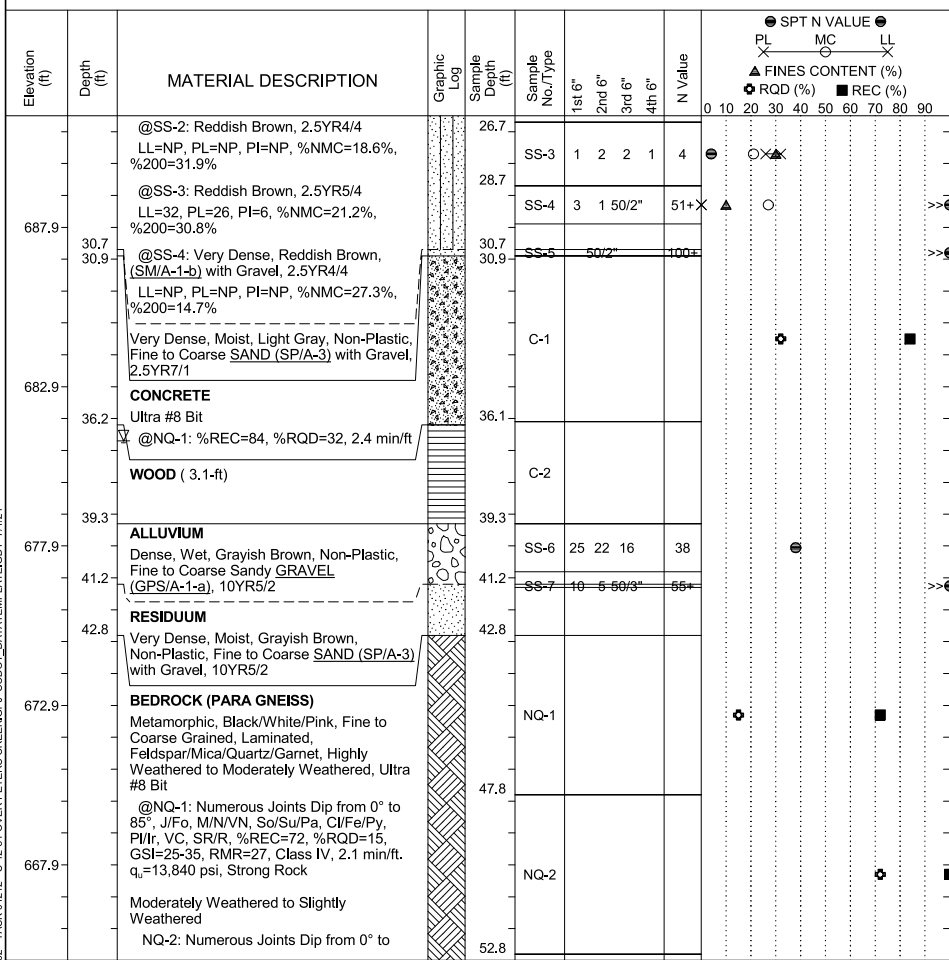 SPT N VALUE
PL MC LL
FINES CONTENT (%)
RQD (%) REC (%)
0 10 20 30 40 50 60 70 80 90
Elevation (ft)
Depth (ft)
MATERIAL DESCRIPTION
Graphic Log
Sample Depth (ft)
Sample No./Type
1st 6"
2nd 6"
3rd 6"
4th 6"
N Value
@SS-2: Reddish Brown, 2.5YR4/4
LL=NP, PL=NP, PI=NP, %NMC=18.6%,
%200=31.9%
@SS-3: Reddish Brown, 2.5YR5/4
LL=32, PL=26, PI=6, %NMC=21.2%,
%200=30.8%
@SS-4: Very Dense, Reddish Brown,
(SM/A-1-b) with Gravel, 2.5YR4/4
LL=NP, PL=NP, PI=NP, %NMC=27.3%,
%200=14.7%
Very Dense, Moist, Light Gray, Non-Plastic,
Fine to Coarse SAND (SP/A-3) with Gravel,
2.5YR7/1
CONCRETE
Ultra #8 Bit
@NQ-1: %REC=84, %RQD=32, 2.4 min/ft
WOOD ( 3.1-ft)
ALLUVIUM
Dense, Wet, Grayish Brown, Non-Plastic,
Fine to Coarse Sandy GRAVEL
(GPS/A-1-a), 10YR5/2
RESIDUUM
Very Dense, Moist, Grayish Brown,
Non-Plastic, Fine to Coarse SAND (SP/A-3)
with Gravel, 10YR5/2
BEDROCK (PARA GNEISS)
Metamorphic, Black/White/Pink, Fine to
Coarse Grained, Laminated,
Feldspar/Mica/Quartz/Garnet, Highly
Weathered to Moderately Weathered, Ultra
#8 Bit
@NQ-1: Numerous Joints Dip from 0° to
85°, J/Fo, M/N/VN, So/Su/Pa, Cl/Fe/Py,
Pl/Ir, VC, SR/R, %REC=72, %RQD=15,
GSI=25-35, RMR=27, Class IV, 2.1 min/ft.
qu=13,840 psi, Strong Rock
Moderately Weathered to Slightly
Weathered
NQ-2: Numerous Joints Dip from 0° to
687.9
682.9
677.9
672.9
667.9
30.7
30.9
36.2
39.3
41.2
42.8
26.7
28.7
30.7
30.9
36.1
39.3
41.2
42.8
47.8
52.8
SS-3 1 2 2 1 4
SS-4 3 1 50/2" 51+ >>
SS-5 50/2" 100+ >>
C-1
C-2
SS-6 25 22 16 38
SS-7 10 5 50/3" 55+ >>
NQ-1
NQ-2